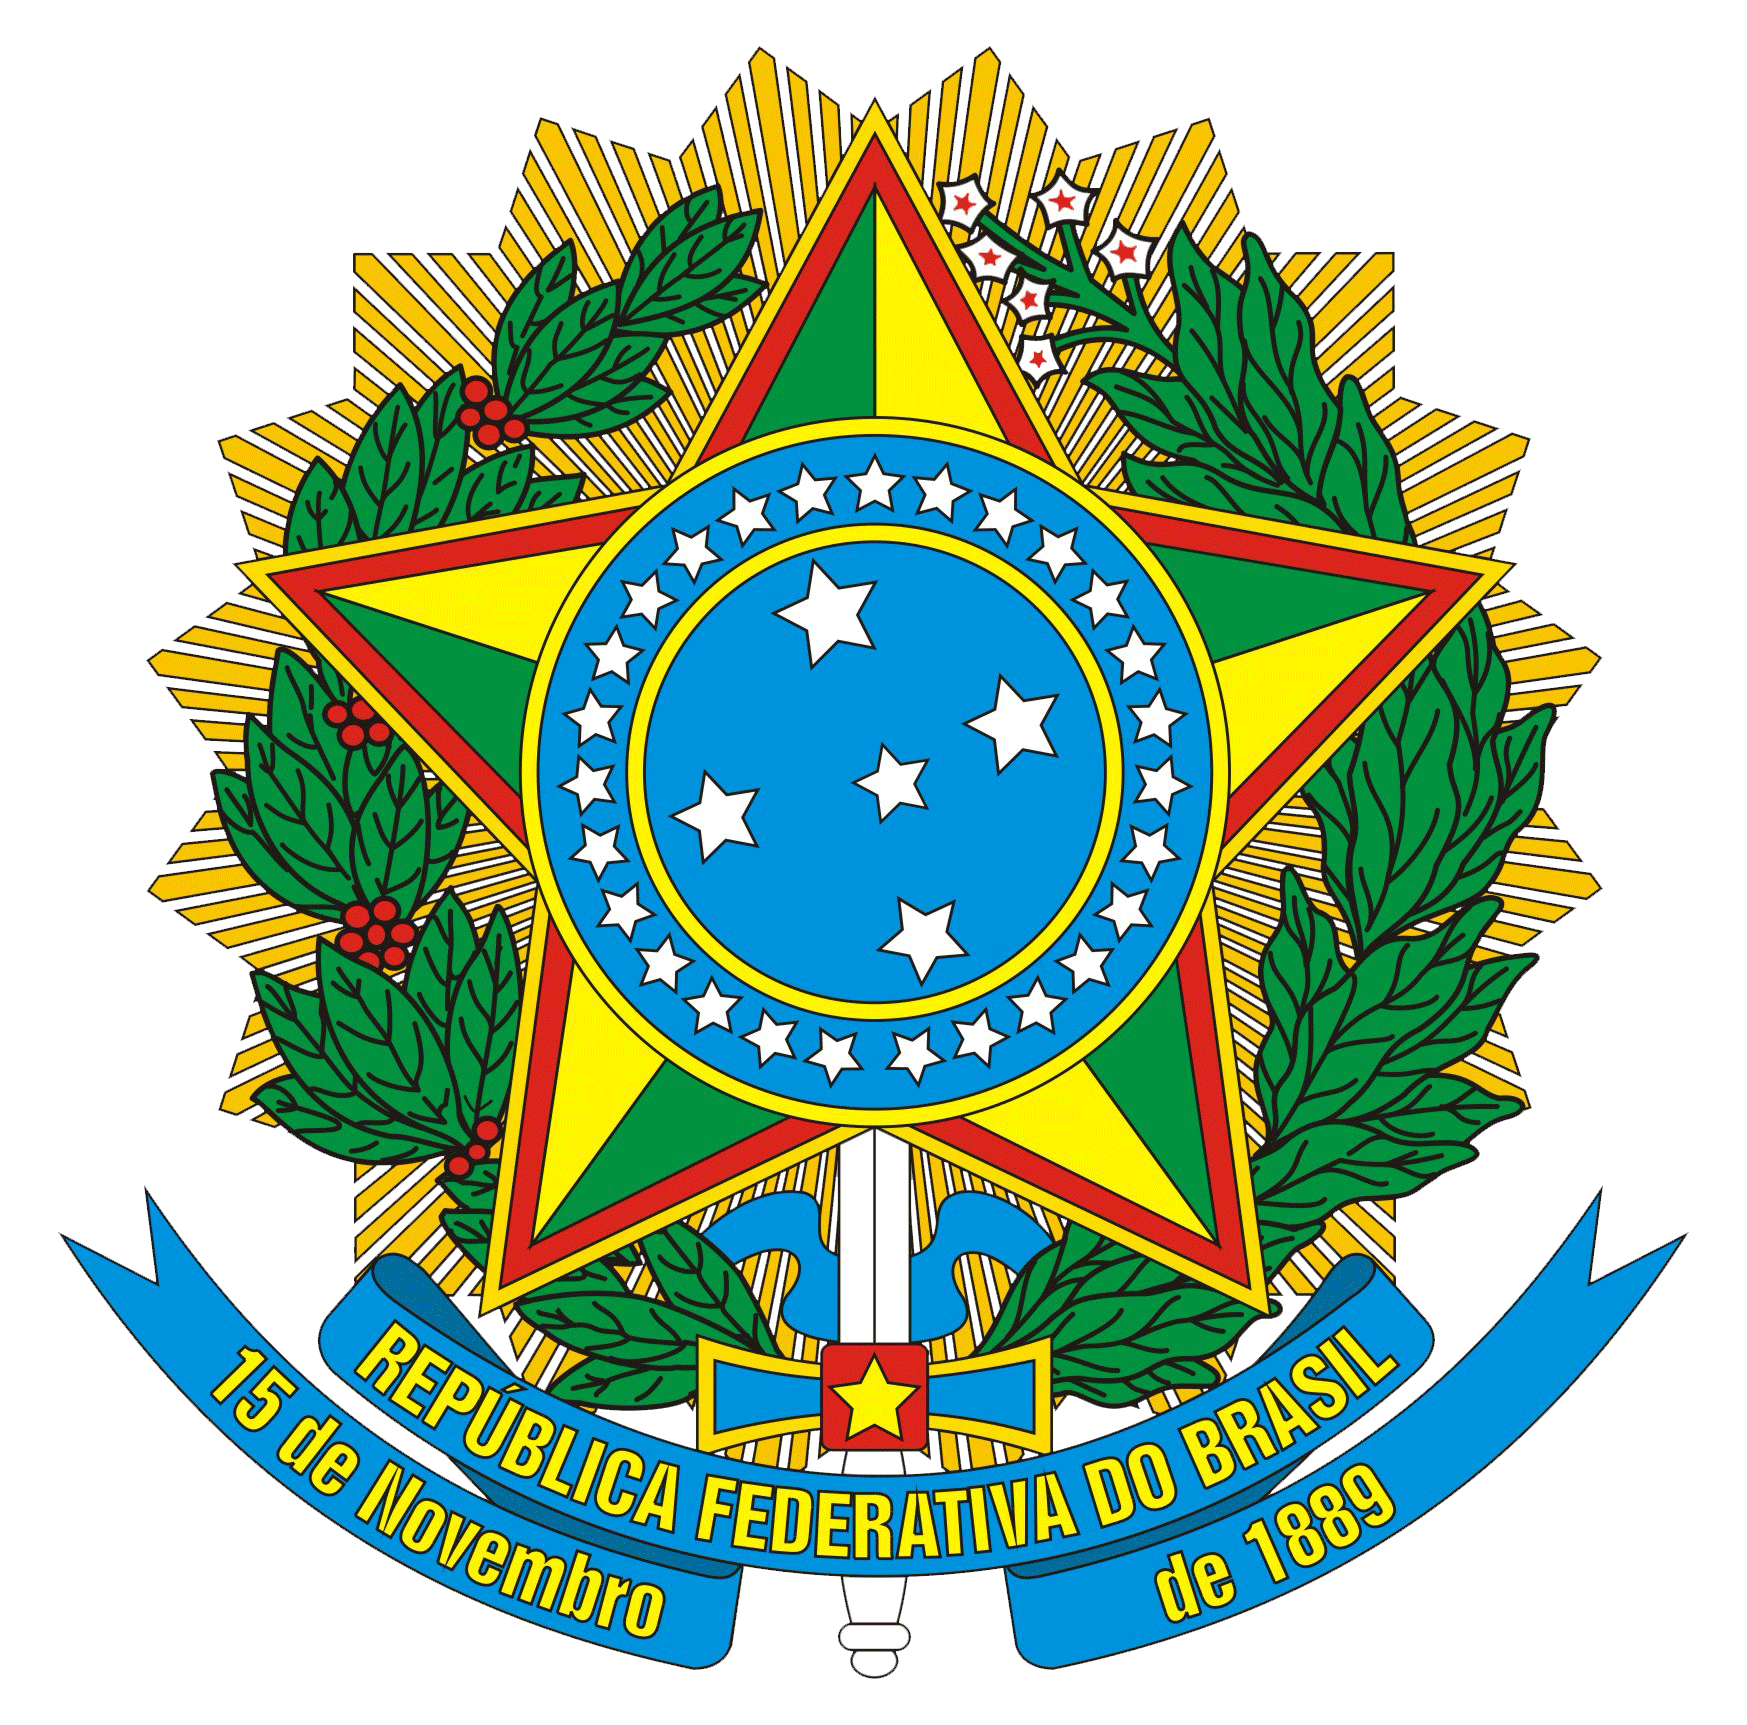 REPÚBLICA FEDERATIVA DO BRASIL
15 de Novembro
de 1889